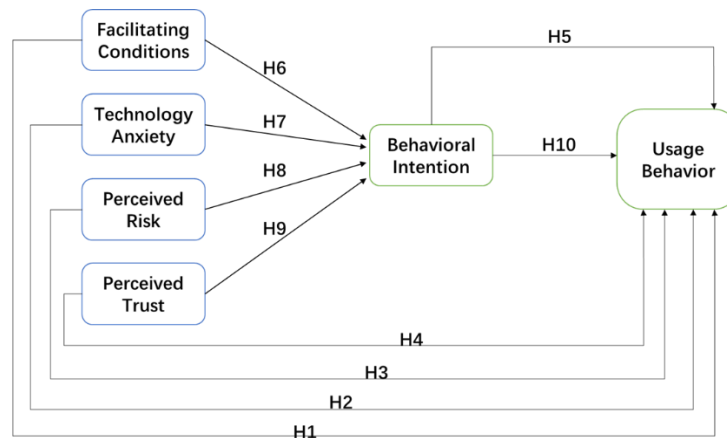 Facilitating
Conditions
Technology
Anxiety
Perceived
Risk
Perceived
Trust
H6
H7
H8
H9
Behavioral
Intention
H5
H10
Usage
Behavior
H4
H3
H2
H1